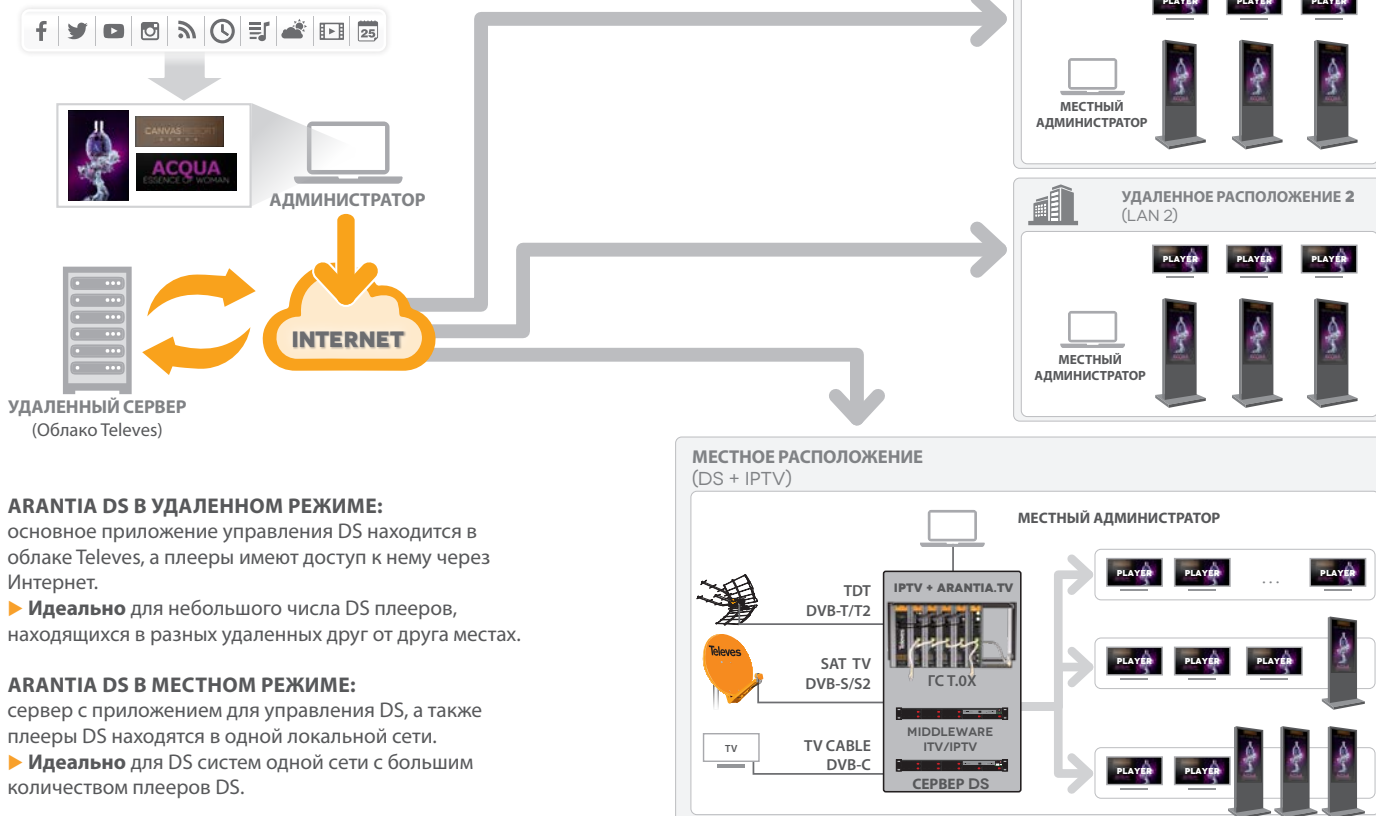 25
PLAYER PLAYER PLAYER
МЕСТНЫЙ
АДМИНИСТРАТОР
CANVAS RESORT
ACQUA
ESSENCE OF WOMAN
АДМИНИСТРАТОР
УДАЛЕННОЕ РАСПОЛОЖЕНИЕ 2
(LAN 2)
PLAYER PLAYER PLAYER
МЕСТНЫЙ
АДМИНИСТРАТОР
INTERNET
УДАЛЕННЫЙ СЕРВЕР
(Облако Televes)
ARANTIA DS В УДАЛЕННОМ РЕЖИМЕ:
основное приложение управления DS находится в
облаке Televes, а плееры имеют доступ к нему через
Интернет.
▶ Идеально для небольшого числа DS плееров,
находящихся в разных удаленных друг от друга местах.
ARANTIA DS В МЕСТНОМ РЕЖИМЕ:
сервер с приложением для управления DS, а также
плееры DS находятся в одной локальной сети.
▶ Идеально для DS систем одной сети с большим
количеством плееров DS.
МЕСТНОЕ РАСПОЛОЖЕНИЕ
(DS + IPTV)
МЕСТНЫЙ АДМИНИСТРАТОР
TDT
DVB-T/T2
Televes
SAT TV
DVB-S/S2
TV
TV CABLE
DVB-C
IPTV + ARANTIA.TV
ГС T.0X
MIDDLEWARE
ITV/IPTV
СЕРВЕР DS
PLAYER PLAYER ... PLAYER
PLAYER PLAYER PLAYER
PLAYER PLAYER